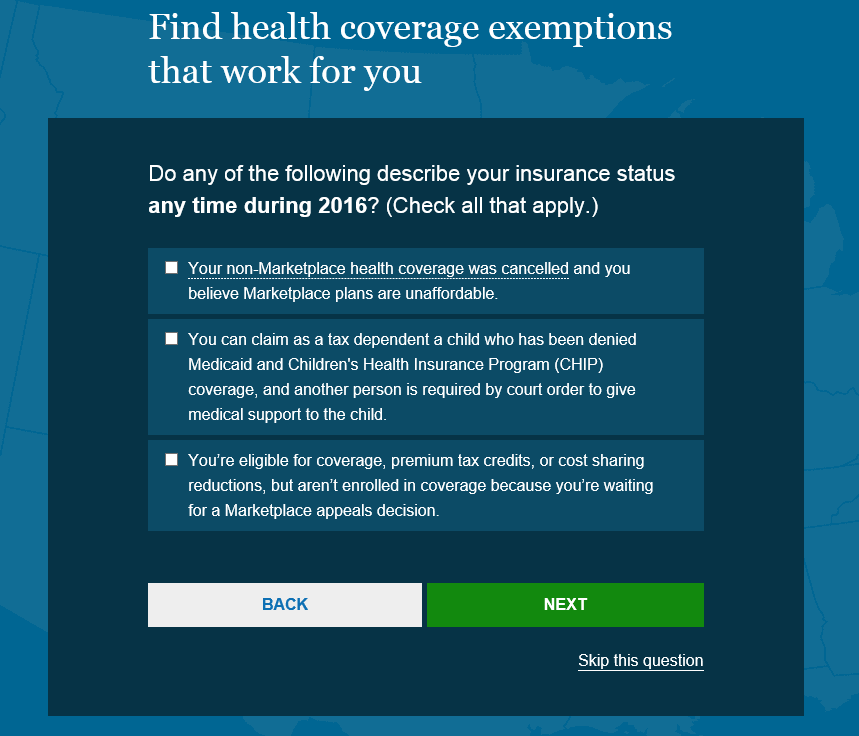 Find health coverage exemptions
that work for you
Do any of the following describe your insurance status
any time during 2016? (Check all that apply.)
Your non-Marketplace health coverage was cancelled and you
believe Marketplace plans are unaffordable.
You can claim as a tax dependent a child who has been denied
Medicaid and Children's Health Insurance Program (CHIP)
coverage, and another person is required by court order to give
medical support to the child.
You’re eligible for coverage, premium tax credits, or cost sharing
reductions, but aren’t enrolled in coverage because you’re waiting
for a Marketplace appeals decision.
BACK
NEXT
Skip this question